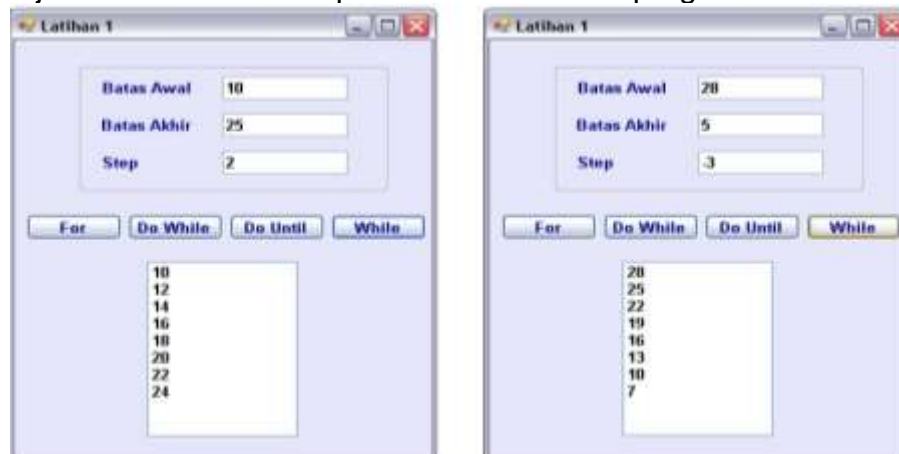 Latihan 1
Batas Awal 10
Batas Akhir 25
Step 2
For Do While Do Until While
10
12
14
16
18
20
22
24
Latihan 1
Batas Awal 28
Batas Akhir 5
Step -3
For Do While Do Until While
28
25
22
19
16
13
10
7